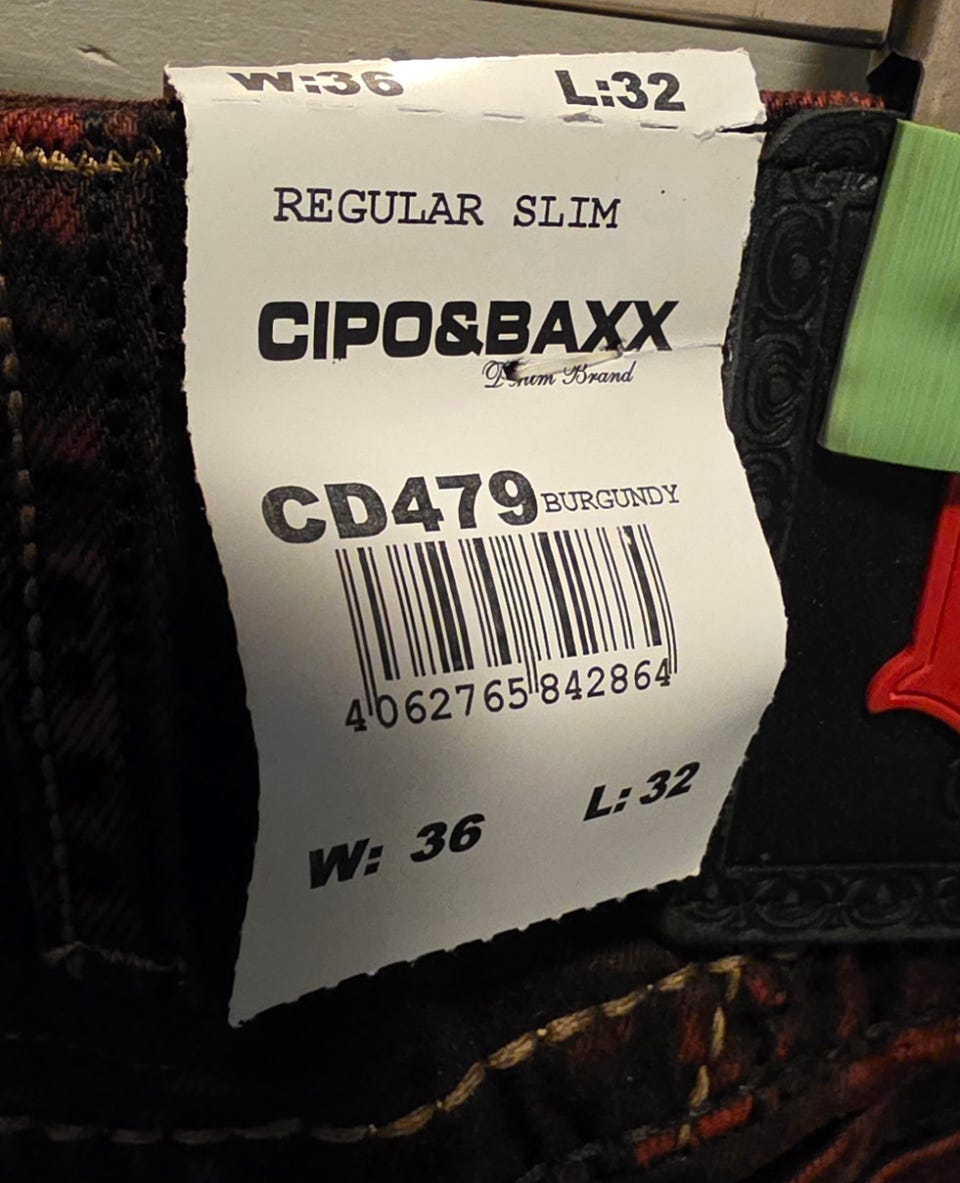 W:36 L:32
REGULAR SLIM
CIPO&BAXX
Denim Brand
CD479 BURGUNDY
4062765842864
W: 36 L: 32